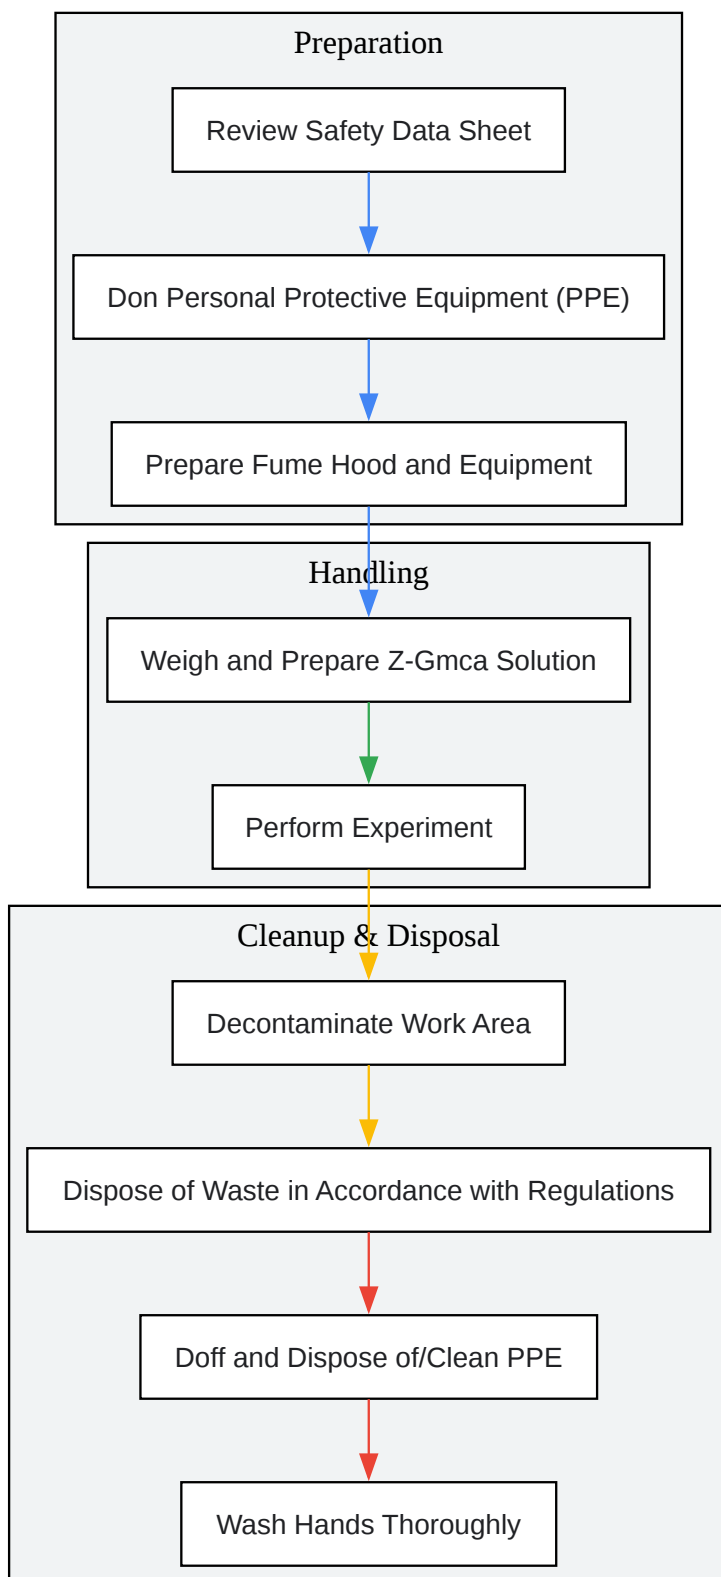 Preparation
Review Safety Data Sheet
Don Personal Protective Equipment (PPE)
Prepare Fume Hood and Equipment
Handling
Weigh and Prepare Z-Gmca Solution
Perform Experiment
Cleanup & Disposal
Decontaminate Work Area
Dispose of Waste in Accordance with Regulations
Doff and Dispose of/Clean PPE
Wash Hands Thoroughly